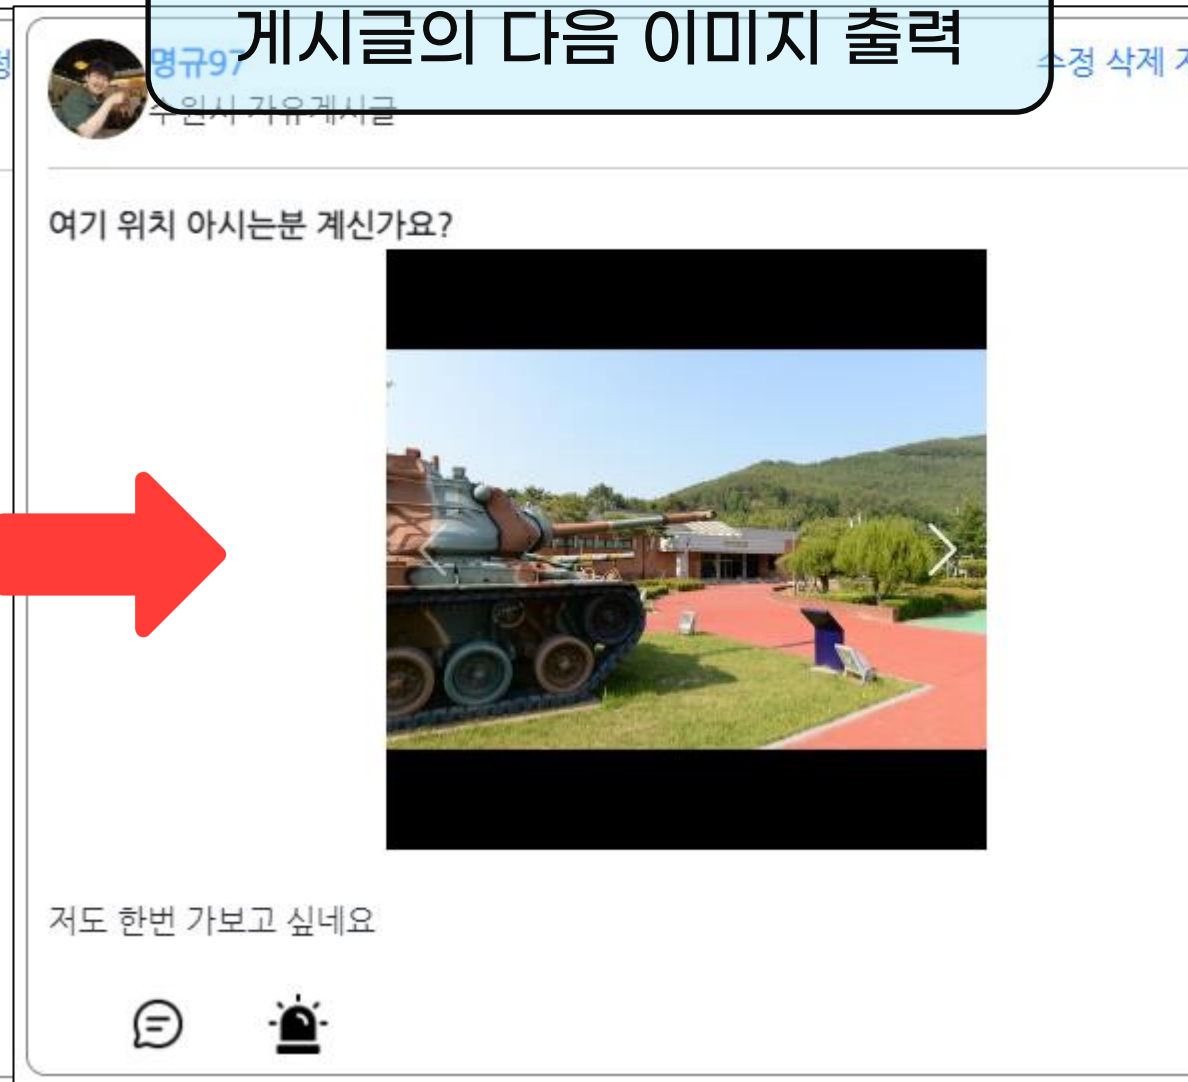 게시글의 다음 이미지 출력
명규97
수정 삭제
수원시 자유게시글
여기 위치 아시는분 계신가요?
저도 한번 가보고 싶네요